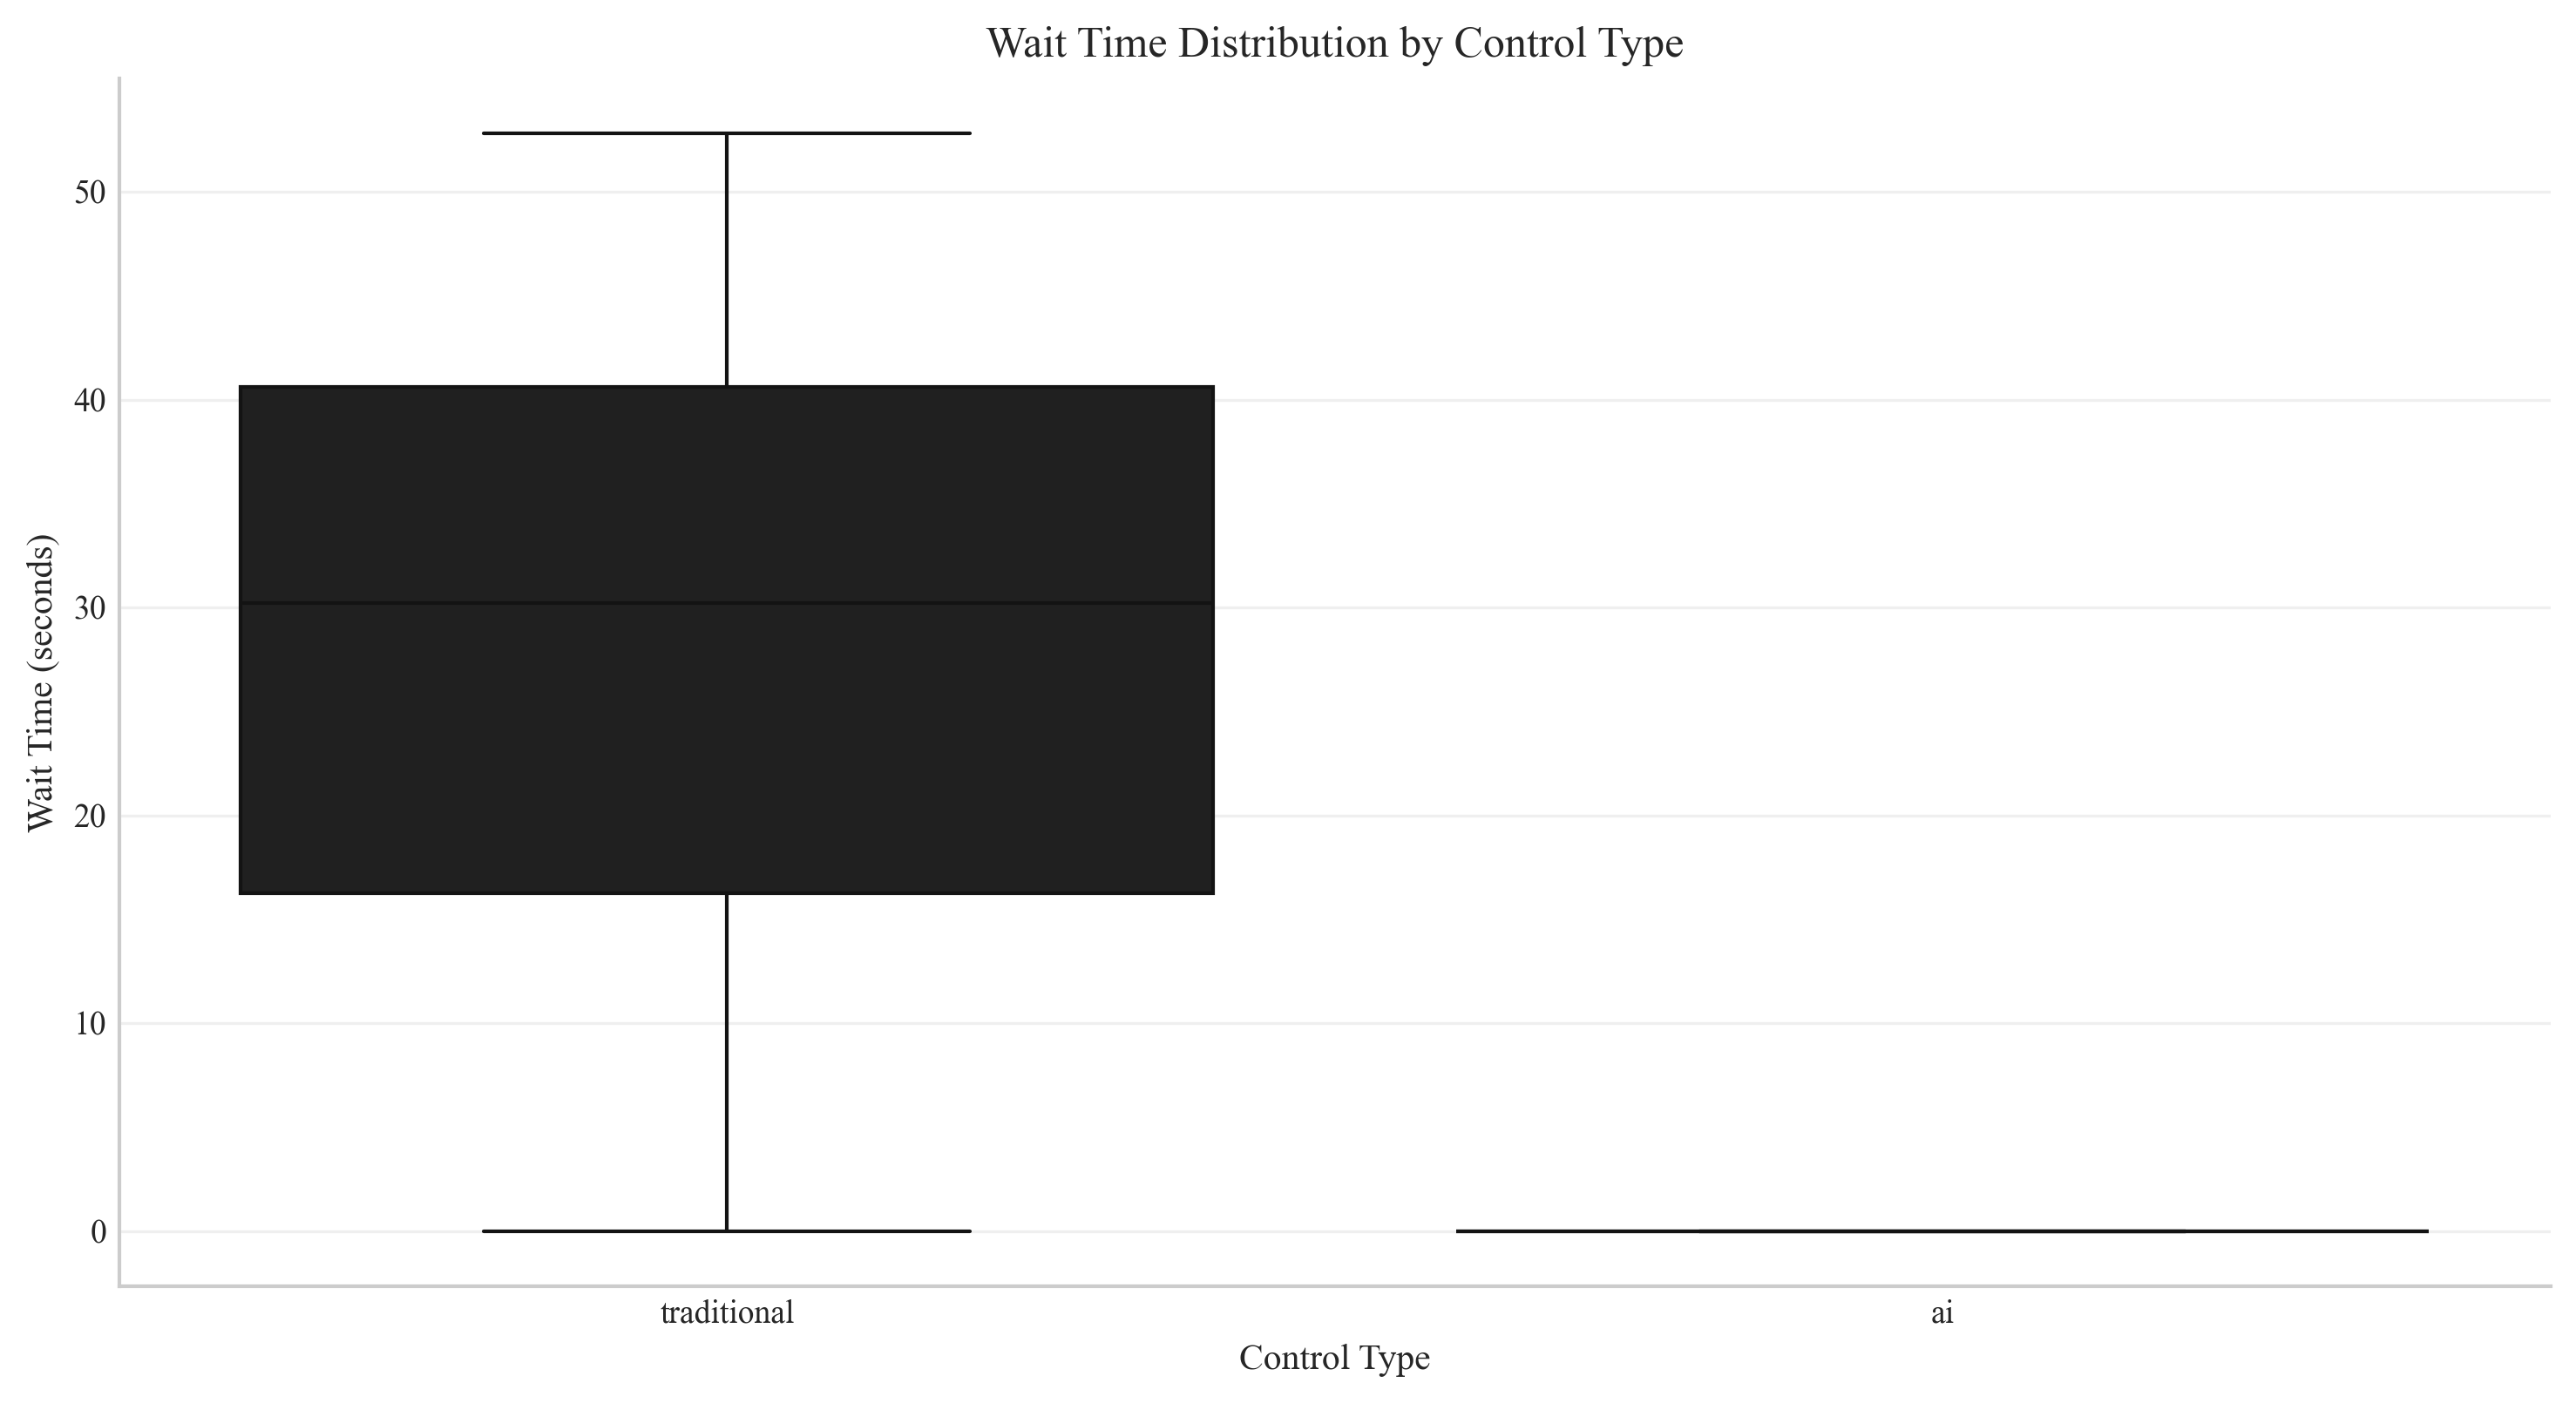 Wait Time Distribution by Control Type
Wait Time (seconds)
50
40
30
20
10
0
traditional
ai
Control Type